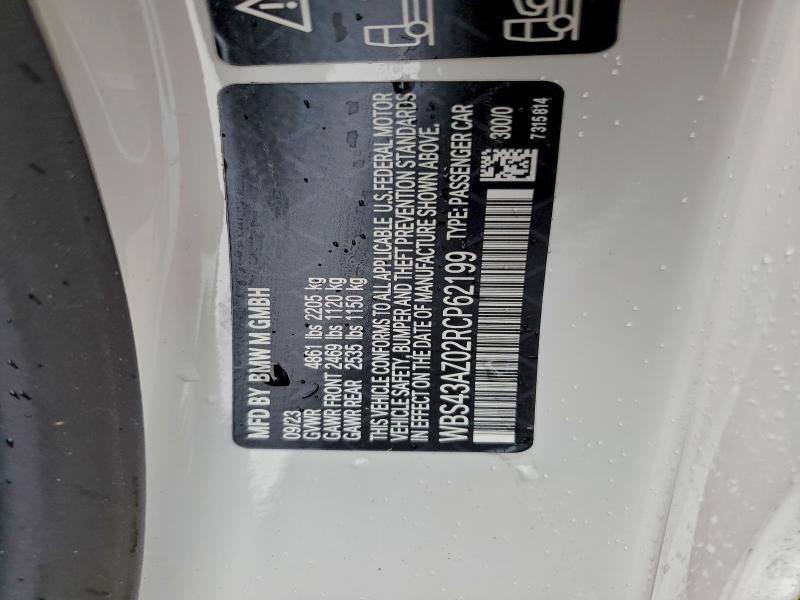 MFD BY BMW M GMBH
09/23
GVWR 4861 lbs 2205 kg
GAWR FRONT 2469 lbs 1120 kg
GAWR REAR 2535 lbs 1150 kg
THIS VEHICLE CONFORMS TO ALL APPLICABLE U.S. FEDERAL MOTOR
VEHICLE SAFETY, BUMPER AND THEFT PREVENTION STANDARDS
IN EFFECT ON THE DATE OF MANUFACTURE SHOWN ABOVE.
WBS43AZ02RCP62199 TYPE: PASSENGER CAR
300/0
7315814